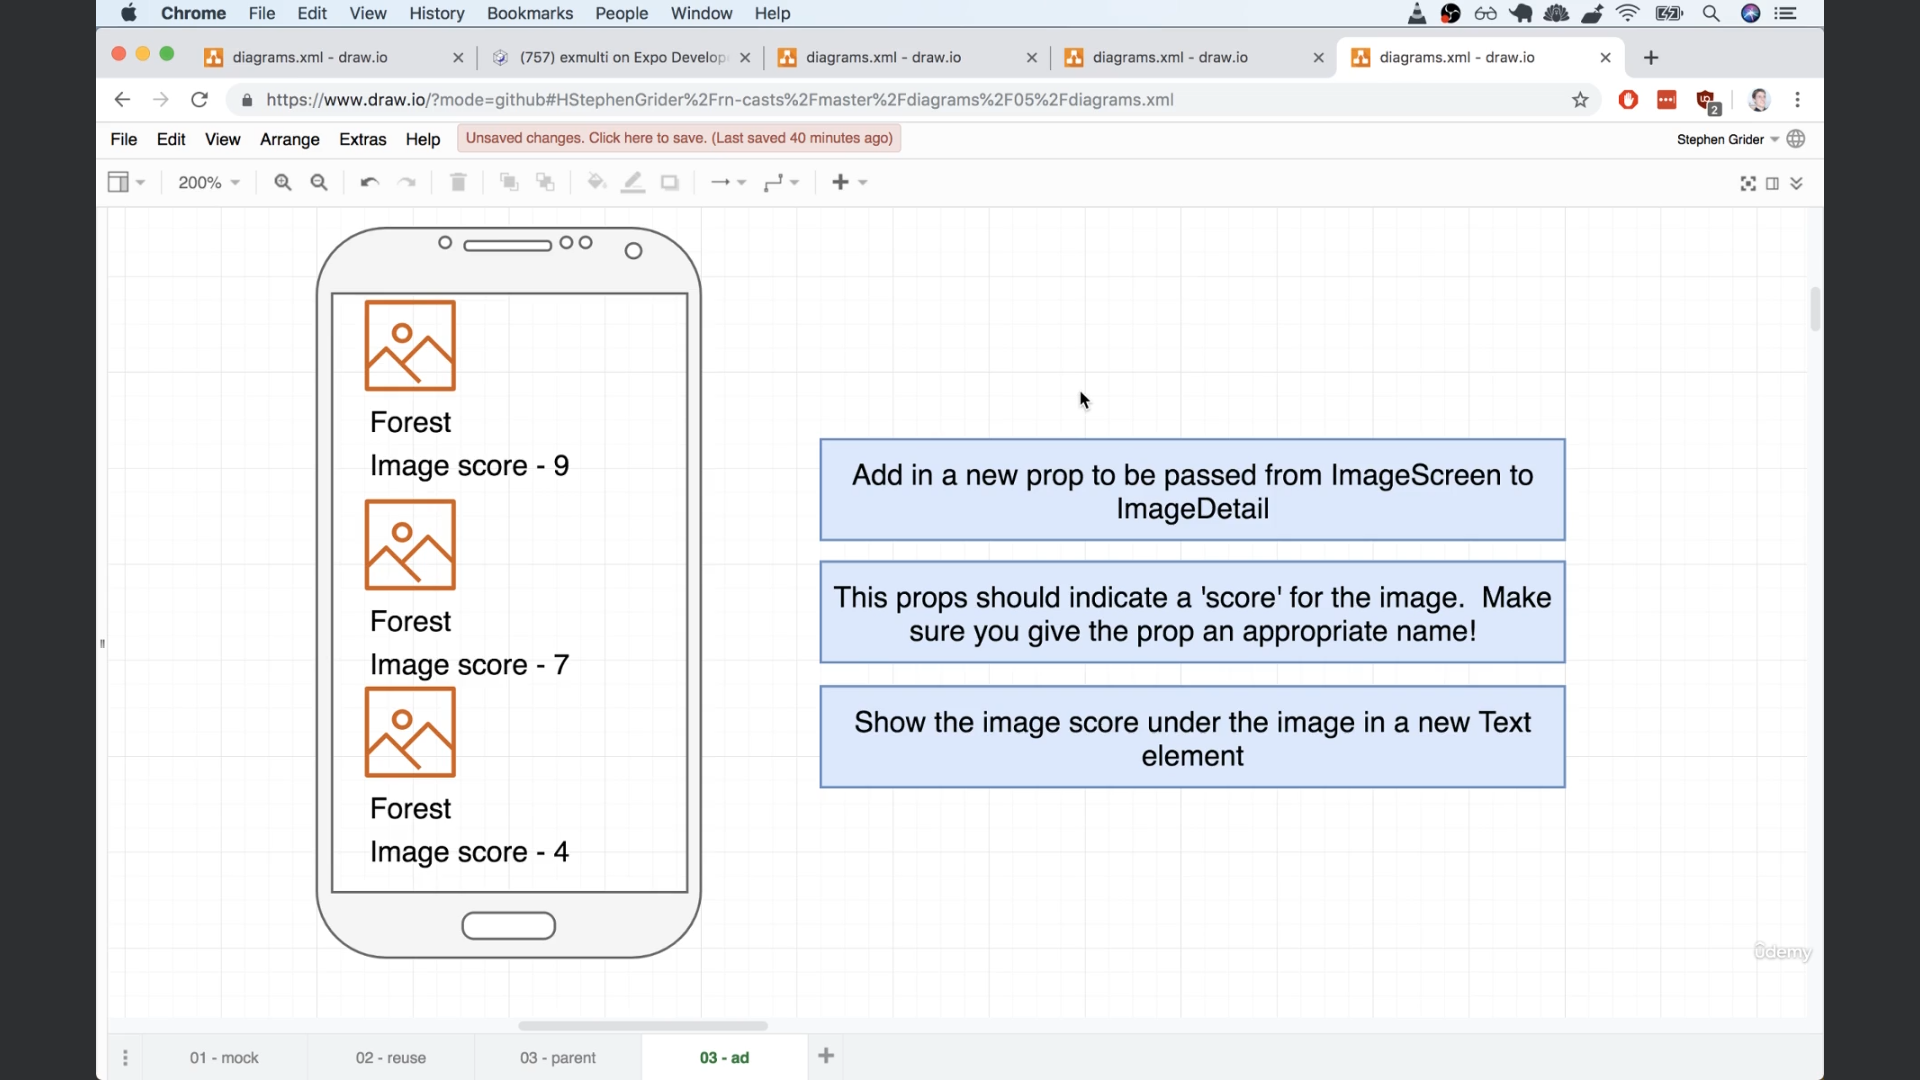 Chrome File Edit View History Bookmarks People Window Help
diagrams.xml - draw.io
(757) exmulti on Expo Develop
diagrams.xml - draw.io
diagrams.xml - draw.io
diagrams.xml - draw.io
https://www.draw.io/?mode=github#HStephenGrider%2Frn-casts%2Fmaster%2Fdiagrams%2F05%2Fdiagrams.xml
2
File Edit View Arrange Extras Help
Unsaved changes. Click here to save. (Last saved 40 minutes ago)
Stephen Grider
200%
Forest
Image score - 9
Forest
Image score - 7
Forest
Image score - 4
Add in a new prop to be passed from ImageScreen to
ImageDetail
This props should indicate a 'score' for the image. Make
sure you give the prop an appropriate name!
Show the image score under the image in a new Text
element
ûdemy
01 - mock
02 - reuse
03 - parent
03 - ad